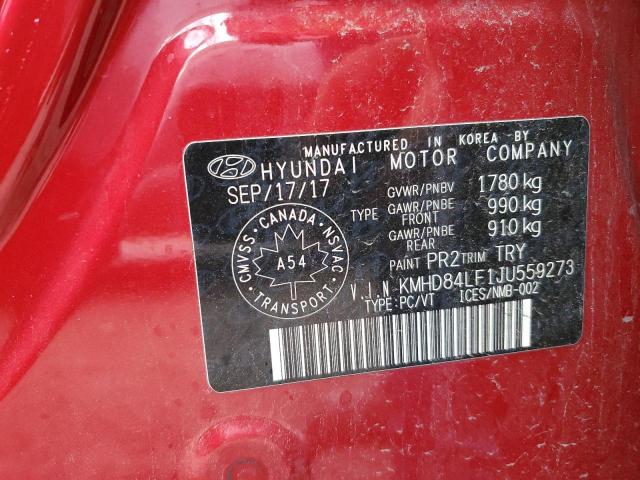 MANUFACTURED IN KOREA BY
HYUNDAI MOTOR COMPANY
SEP/17/17
GVWR/PNBV 1780 kg
TYPE GAWR/PNBE FRONT 990 kg
GAWR/PNBE REAR 910 kg
CMVSS · CANADA · NSVAC · TRANSPORT ·
A54
PAINT PR2 TRIM TRY
V.I.N KMHD84LF1JU559273
TYPE:PC/VT ICES/NMB-002